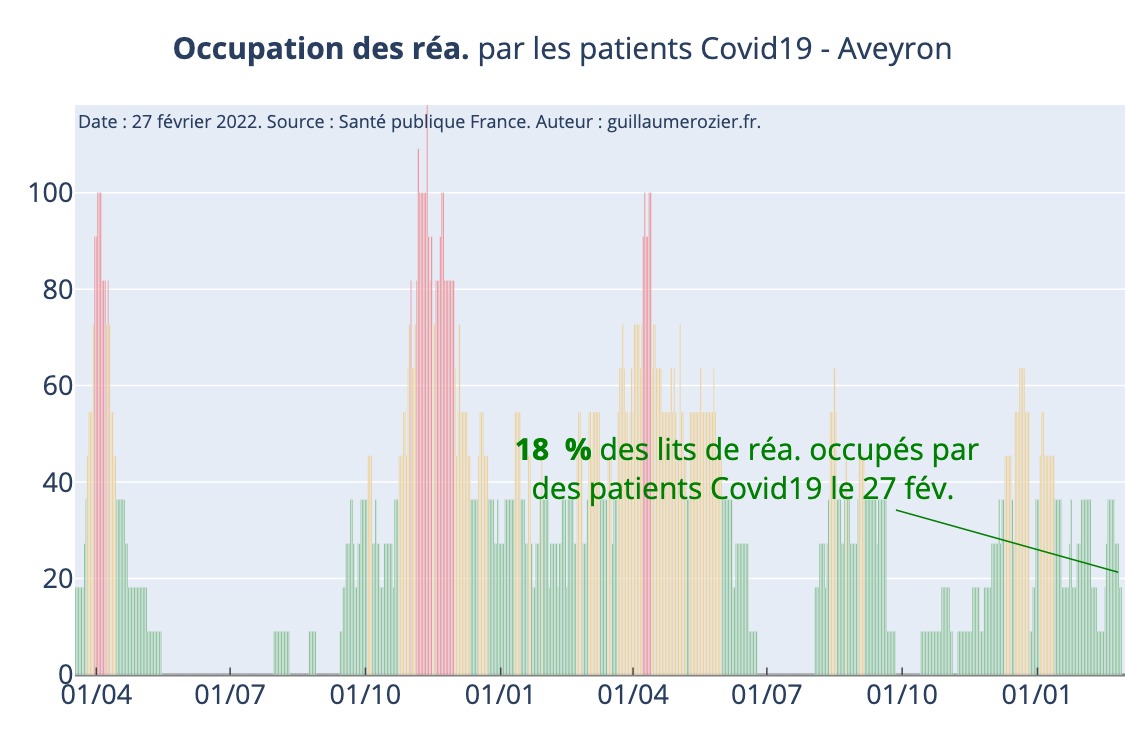 Occupation des réa. par les patients Covid19 - Aveyron
Date : 27 février 2022. Source : Santé publique France. Auteur : guillaumerozier.fr.
100
80
60
18 % des lits de réa. occupés par
des patients Covid19 le 27 fév.
40
20
0
01/04 01/07 01/10 01/01 01/04 01/07 01/10 01/01